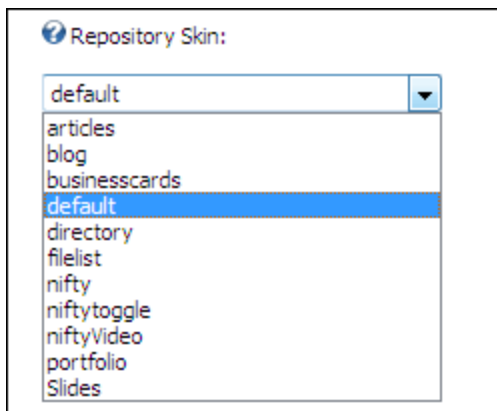 Repository Skin:
default
articles
blog
businesscards
default
directory
filelist
nifty
niftytoggle
niftyVideo
portfolio
Slides